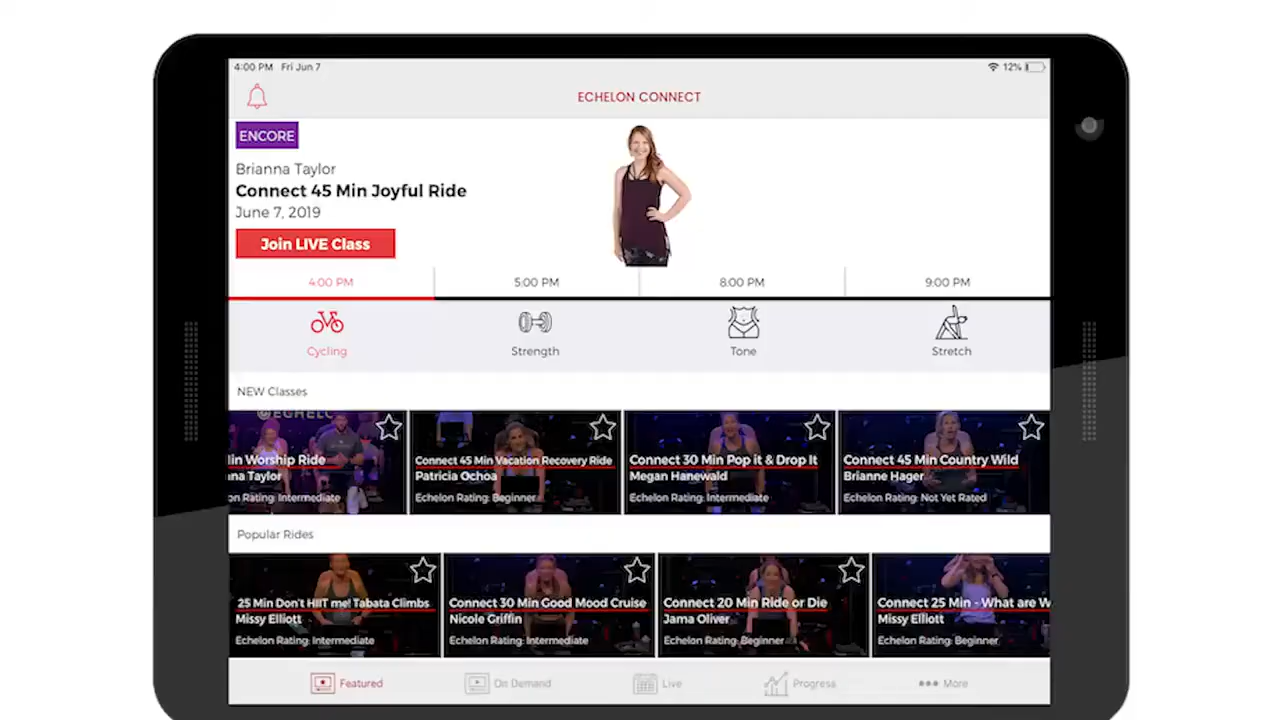 4:00 PM Fri Jun 7
12%
ECHELON CONNECT
ENCORE
Brianna Taylor
Connect 45 Min Joyful Ride
June 7, 2019
Join LIVE Class
4:00 PM 5:00 PM 8:00 PM 9:00 PM
Cycling Strength Tone Stretch
NEW Classes
in Worship Ride
na Taylor
on Rating: Intermediate
Connect 45 Min Vacation Recovery Ride
Patricia Ochoa
Echelon Rating: Beginner
Connect 30 Min Pop it & Drop It
Megan Hanewald
Echelon Rating: Intermediate
Connect 45 Min Country Wild
Brianne Hager
Echelon Rating: Not Yet Rated
Popular Rides
25 Min Don't HIIT me! Tabata Climbs
Missy Elliott
Echelon Rating: Intermediate
Connect 30 Min Good Mood Cruise
Nicole Griffin
Echelon Rating: Intermediate
Connect 20 Min Ride or Die
Jama Oliver
Echelon Rating: Beginner
Connect 25 Min - What are W
Missy Elliott
Echelon Rating: Beginner
Featured On Demand Live Progress More